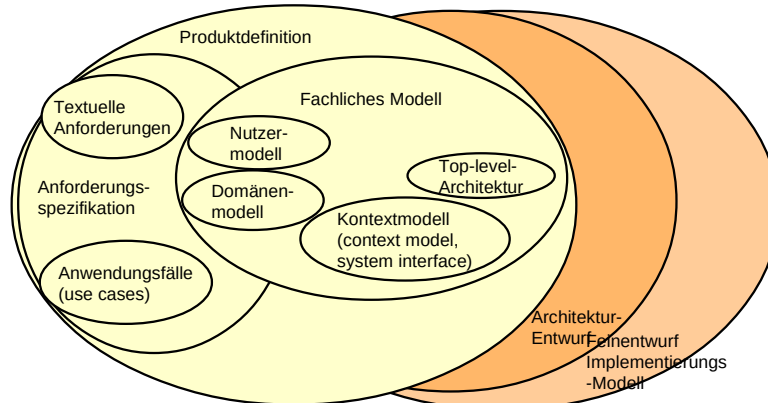 Produktdefinition
Fachliches Modell
Textuelle
Anforderungen
Nutzer-
modell
Top-level-
Architektur
Anforderungs-
spezifikation
Domänen-
modell
Kontextmodell
(context model,
system interface)
Anwendungsfälle
(use cases)
Architektur-
Entwurf
Feinentwurf
Implementierungs
-Modell